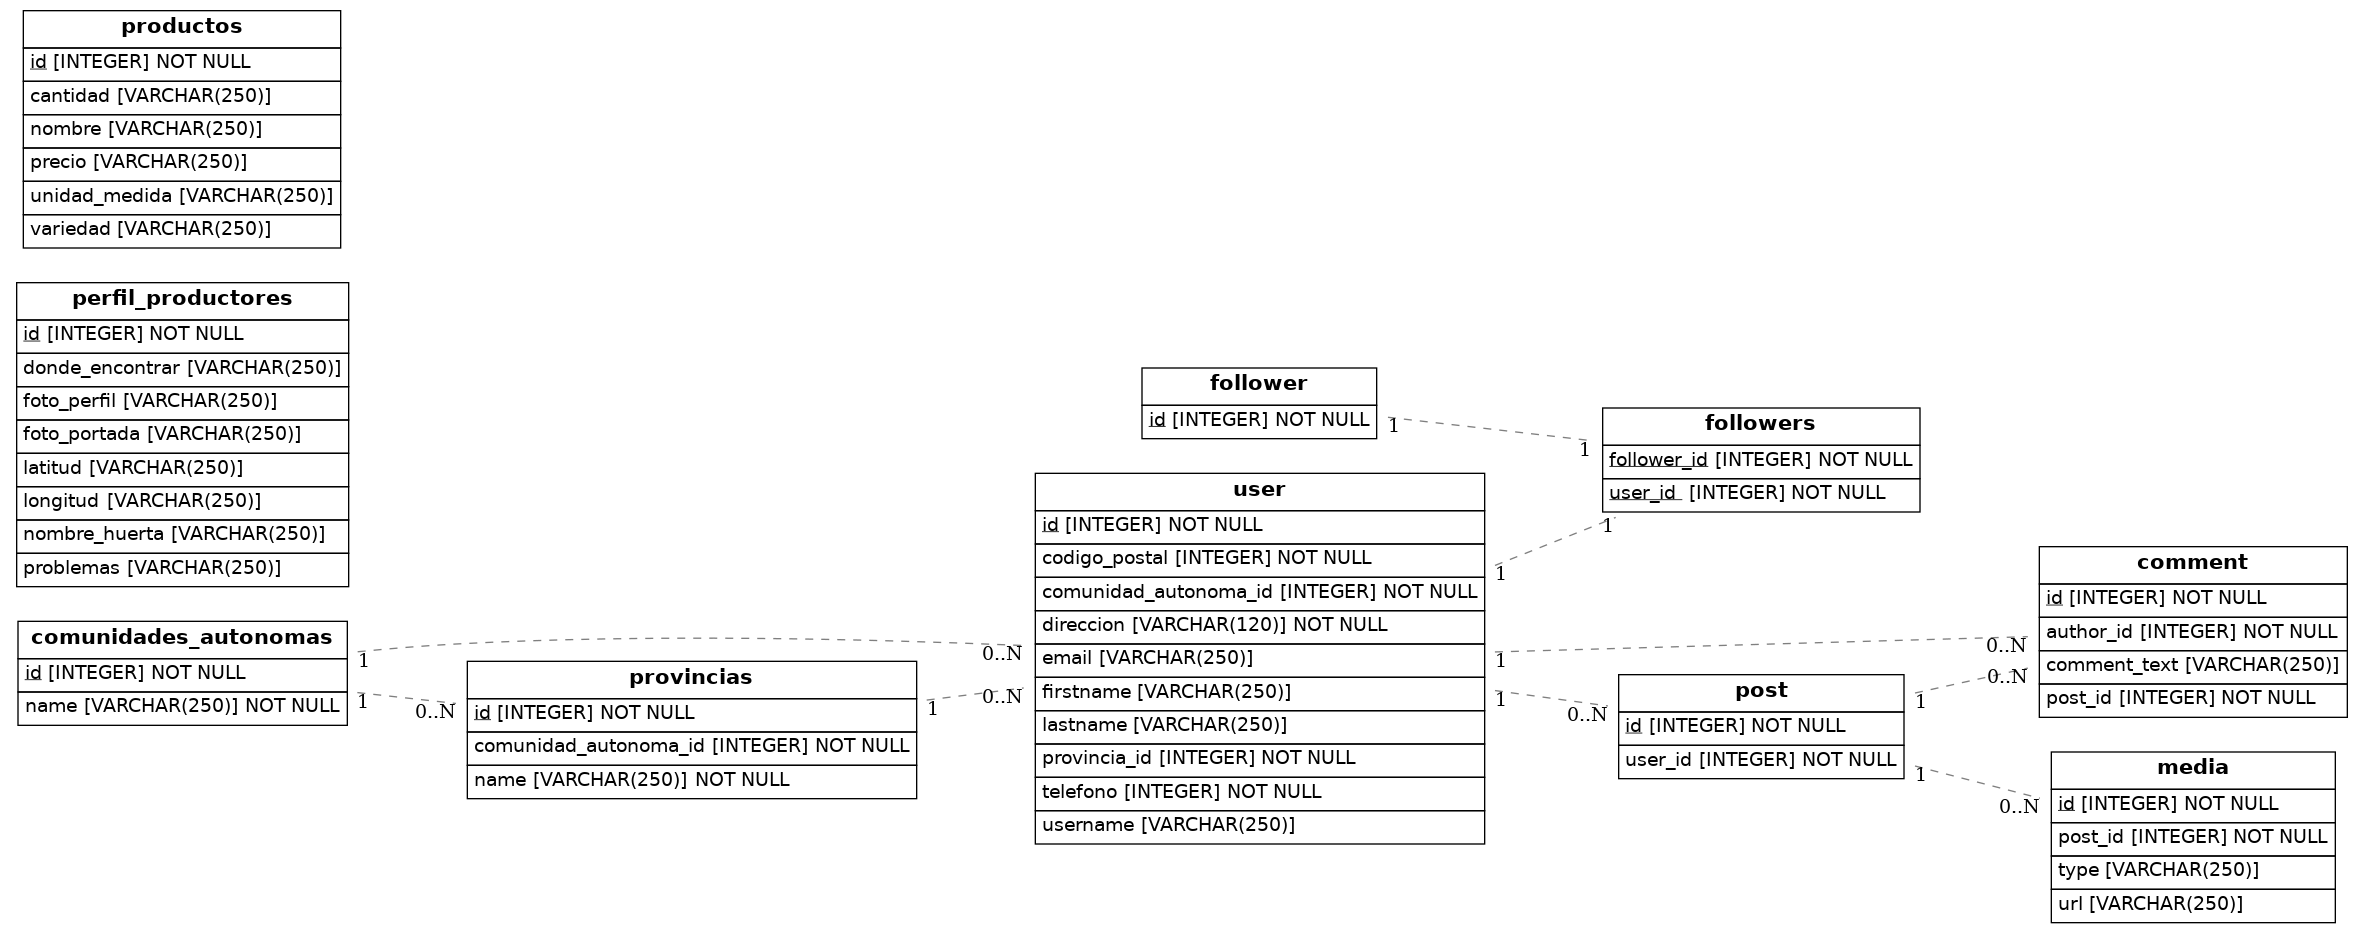 productos
id [INTEGER] NOT NULL
cantidad [VARCHAR(250)]
nombre [VARCHAR(250)]
precio [VARCHAR(250)]
unidad_medida [VARCHAR(250)]
variedad [VARCHAR(250)]
perfil_productores
id [INTEGER] NOT NULL
donde_encontrar [VARCHAR(250)]
foto_perfil [VARCHAR(250)]
foto_portada [VARCHAR(250)]
latitud [VARCHAR(250)]
longitud [VARCHAR(250)]
nombre_huerta [VARCHAR(250)]
problemas [VARCHAR(250)]
comunidades_autonomas
id [INTEGER] NOT NULL
name [VARCHAR(250)] NOT NULL
1
0..N
1
0..N
provincias
id [INTEGER] NOT NULL
comunidad_autonoma_id [INTEGER] NOT NULL
name [VARCHAR(250)] NOT NULL
1
0..N
follower
id [INTEGER] NOT NULL
1
1
user
id [INTEGER] NOT NULL
codigo_postal [INTEGER] NOT NULL
comunidad_autonoma_id [INTEGER] NOT NULL
direccion [VARCHAR(120)] NOT NULL
email [VARCHAR(250)]
firstname [VARCHAR(250)]
lastname [VARCHAR(250)]
provincia_id [INTEGER] NOT NULL
telefono [INTEGER] NOT NULL
username [VARCHAR(250)]
1
1
1
0..N
1
0..N
followers
follower_id [INTEGER] NOT NULL
user_id [INTEGER] NOT NULL
post
id [INTEGER] NOT NULL
user_id [INTEGER] NOT NULL
1
0..N
1
0..N
comment
id [INTEGER] NOT NULL
author_id [INTEGER] NOT NULL
comment_text [VARCHAR(250)]
post_id [INTEGER] NOT NULL
media
id [INTEGER] NOT NULL
post_id [INTEGER] NOT NULL
type [VARCHAR(250)]
url [VARCHAR(250)]